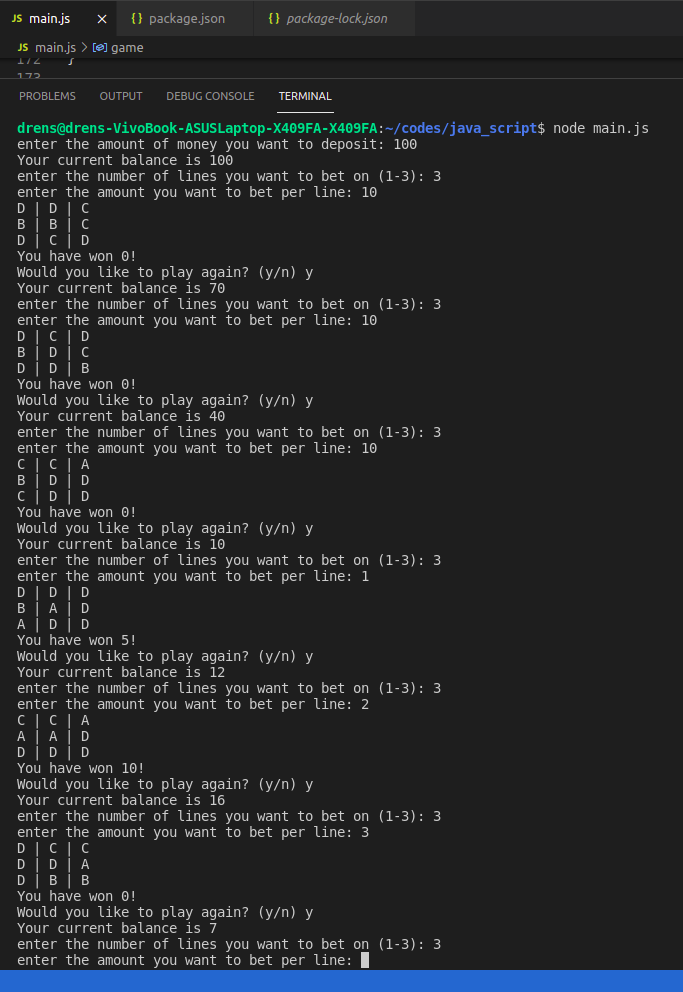 JS main.js × {} package.json {} package-lock.json
JS main.js > game
172 }
173
PROBLEMS OUTPUT DEBUG CONSOLE TERMINAL
drens@drens-VivoBook-ASUSLaptop-X409FA-X409FA:~/codes/java_script$ node main.js
enter the amount of money you want to deposit: 100
Your current balance is 100
enter the number of lines you want to bet on (1-3): 3
enter the amount you want to bet per line: 10
D | D | C
B | B | C
D | C | D
You have won 0!
Would you like to play again? (y/n) y
Your current balance is 70
enter the number of lines you want to bet on (1-3): 3
enter the amount you want to bet per line: 10
D | C | D
B | D | C
D | D | B
You have won 0!
Would you like to play again? (y/n) y
Your current balance is 40
enter the number of lines you want to bet on (1-3): 3
enter the amount you want to bet per line: 10
C | C | A
B | D | D
C | D | D
You have won 0!
Would you like to play again? (y/n) y
Your current balance is 10
enter the number of lines you want to bet on (1-3): 3
enter the amount you want to bet per line: 1
D | D | D
B | A | D
A | D | D
You have won 5!
Would you like to play again? (y/n) y
Your current balance is 12
enter the number of lines you want to bet on (1-3): 3
enter the amount you want to bet per line: 2
C | C | A
A | A | D
D | D | D
You have won 10!
Would you like to play again? (y/n) y
Your current balance is 16
enter the number of lines you want to bet on (1-3): 3
enter the amount you want to bet per line: 3
D | C | C
D | D | A
D | B | B
You have won 0!
Would you like to play again? (y/n) y
Your current balance is 7
enter the number of lines you want to bet on (1-3): 3
enter the amount you want to bet per line: